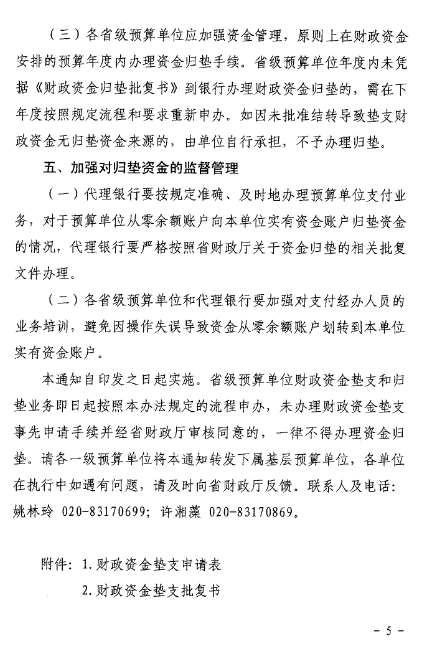 （三）各省级预算单位应加强资金管理，原则上在财政资金
安排的预算年度内办理资金归垫手续。省级预算单位年度内未凭
据《财政资金归垫批复书》到银行办理财政资金归垫的，需在下
年度按照规定流程和要求重新申办。如因未批准结转导致垫支财
政资金无归垫资金来源的，由单位自行承担，不予办理归垫。
五、加强对归垫资金的监督管理
（一）代理银行要按规定准确、及时地办理预算单位支付业
务，对于预算单位从零余额账户向本单位实有资金账户归垫资金
的情况，代理银行要严格按照省财政厅关于资金归垫的相关批复
文件办理。
（二）各省级预算单位和代理银行要加强对支付经办人员的
业务培训，避免因操作失误导致资金从零余额账户划转到本单位
实有资金账户。
本通知自印发之日起实施。省级预算单位财政资金垫支和归
垫业务即日起按照本办法规定的流程申办，未办理财政资金垫支
事先申请手续并经省财政厅审核同意的，一律不得办理资金归
垫。请各一级预算单位将本通知转发下属基层预算单位，各单位
在执行中如遇有问题，请及时向省财政厅反馈。联系人及电话：
姚林玲 020-83170699；许湘藻 020-83170869。
附件：1.财政资金垫支申请表
2.财政资金垫支批复书
- 5 -